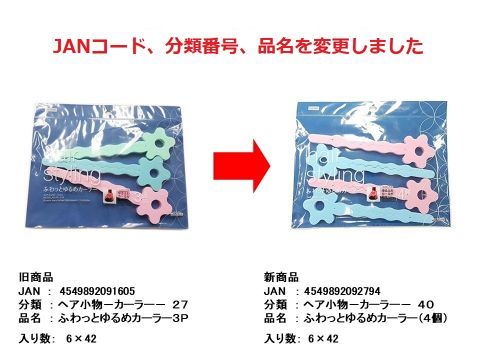 JANコード、分類番号、品名を変更しました
hair
styling
ふわっとゆるめカーラー
hair
styling
ふわっとゆるめカーラー
旧商品
JAN ： 4549892091605
分類 ： ヘア小物－カーラー－ 27
品名 ： ふわっとゆるめカーラー3P
入り数： 6×42
新商品
JAN ： 4549892092794
分類 ： ヘア小物－カーラー－ 40
品名 ： ふわっとゆるめカーラー（4個）
入り数： 6×42